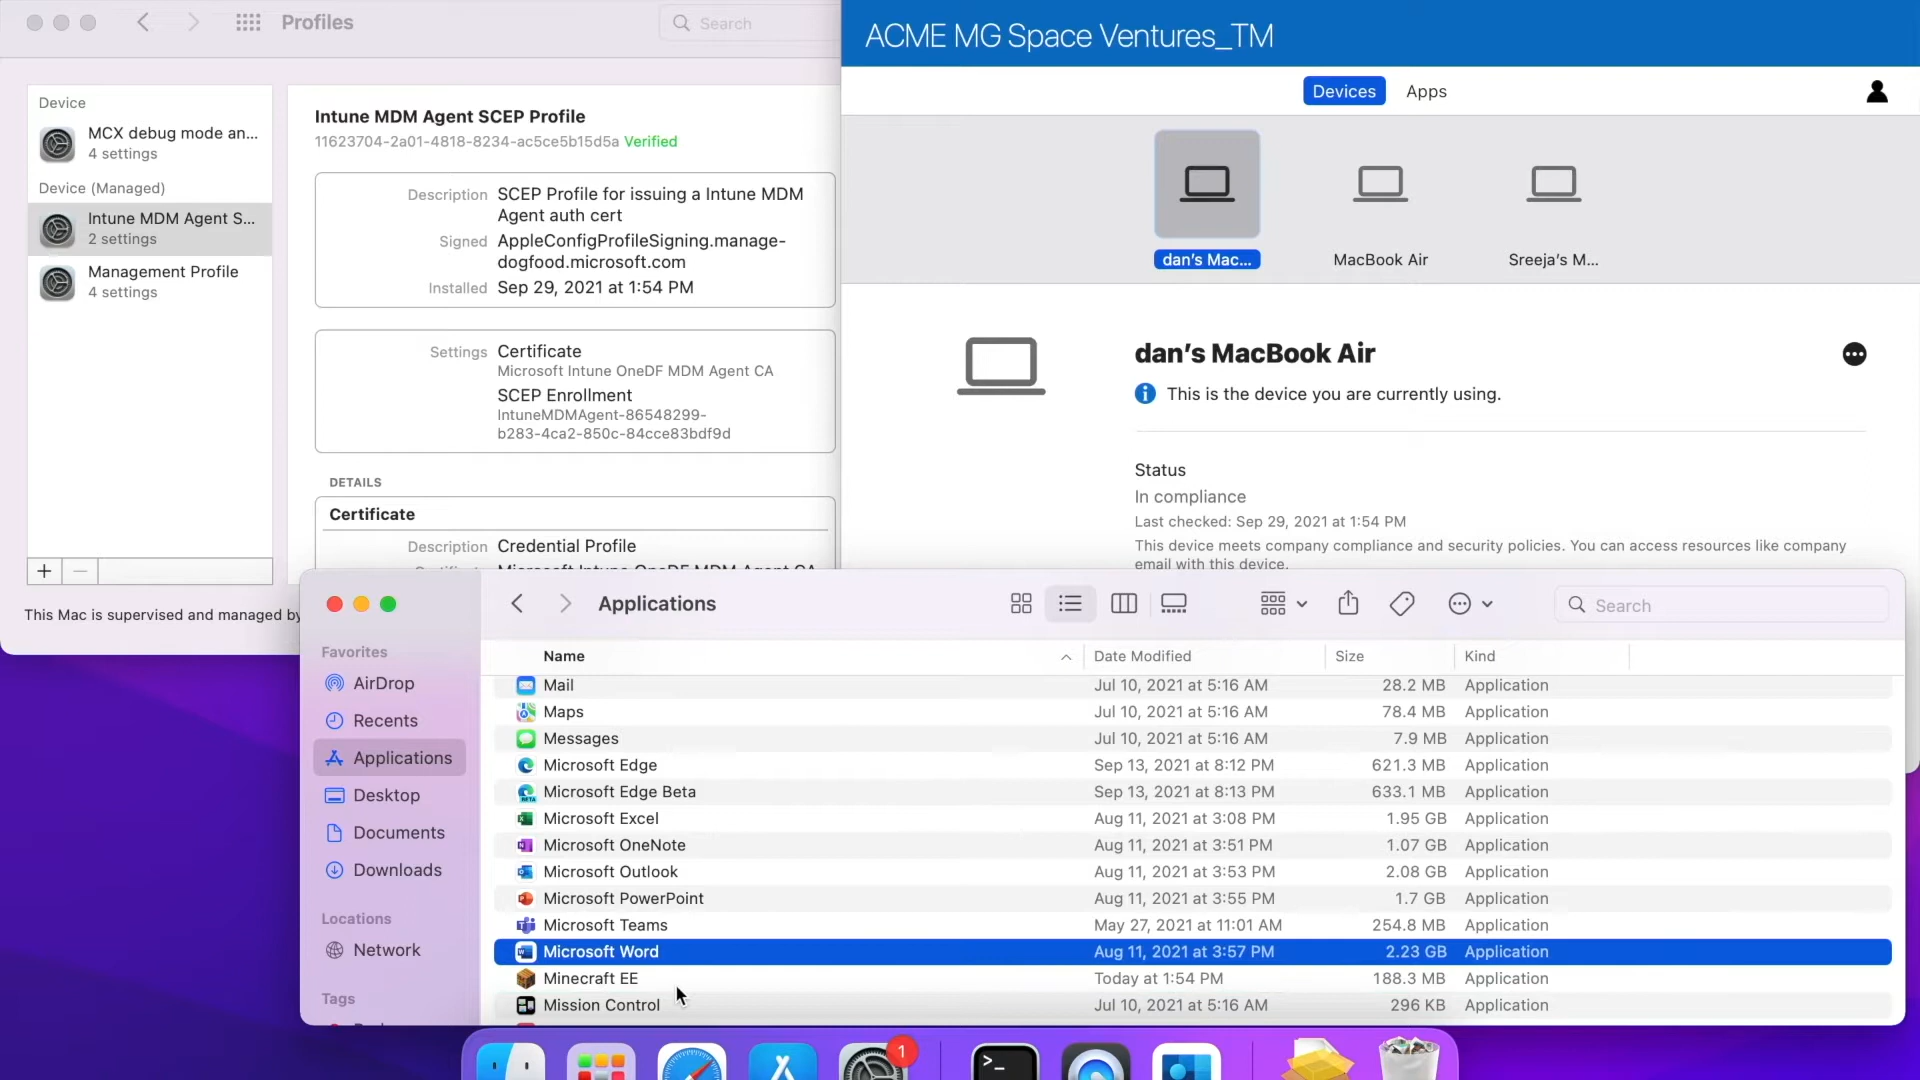 Profiles
Search
Device
MCX debug mode an...
4 settings
Device (Managed)
Intune MDM Agent S...
2 settings
Management Profile
4 settings
This Mac is supervised and managed by
Intune MDM Agent SCEP Profile
11623704-2a01-4818-8234-ac5ce5b15d5a Verified
Description SCEP Profile for issuing a Intune MDM
Agent auth cert
Signed AppleConfigProfileSigning.manage-
dogfood.microsoft.com
Installed Sep 29, 2021 at 1:54 PM
Settings Certificate
Microsoft Intune OneDF MDM Agent CA
SCEP Enrollment
IntuneMDMAgent-86548299-
b283-4ca2-850c-84cce83bdf9d
DETAILS
Certificate
Description Credential Profile
Microsoft Intune OneDF MDM Agent CA
ACME MG Space Ventures_TM
Devices Apps
dan's Mac... MacBook Air Sreeja's M...
dan's MacBook Air
This is the device you are currently using.
Status
In compliance
Last checked: Sep 29, 2021 at 1:54 PM
This device meets company compliance and security policies. You can access resources like company
email with this device.
Applications
Search
Favorites
AirDrop
Recents
Applications
Desktop
Documents
Downloads
Locations
Network
Tags
Name Date Modified Size Kind
Mail Jul 10, 2021 at 5:16 AM 28.2 MB Application
Maps Jul 10, 2021 at 5:16 AM 78.4 MB Application
Messages Jul 10, 2021 at 5:16 AM 7.9 MB Application
Microsoft Edge Sep 13, 2021 at 8:12 PM 621.3 MB Application
Microsoft Edge Beta Sep 13, 2021 at 8:13 PM 633.1 MB Application
Microsoft Excel Aug 11, 2021 at 3:08 PM 1.95 GB Application
Microsoft OneNote Aug 11, 2021 at 3:51 PM 1.07 GB Application
Microsoft Outlook Aug 11, 2021 at 3:53 PM 2.08 GB Application
Microsoft PowerPoint Aug 11, 2021 at 3:55 PM 1.7 GB Application
Microsoft Teams May 27, 2021 at 11:01 AM 254.8 MB Application
Microsoft Word Aug 11, 2021 at 3:57 PM 2.23 GB Application
Minecraft EE Today at 1:54 PM 188.3 MB Application
Mission Control Jul 10, 2021 at 5:16 AM 296 KB Application
1